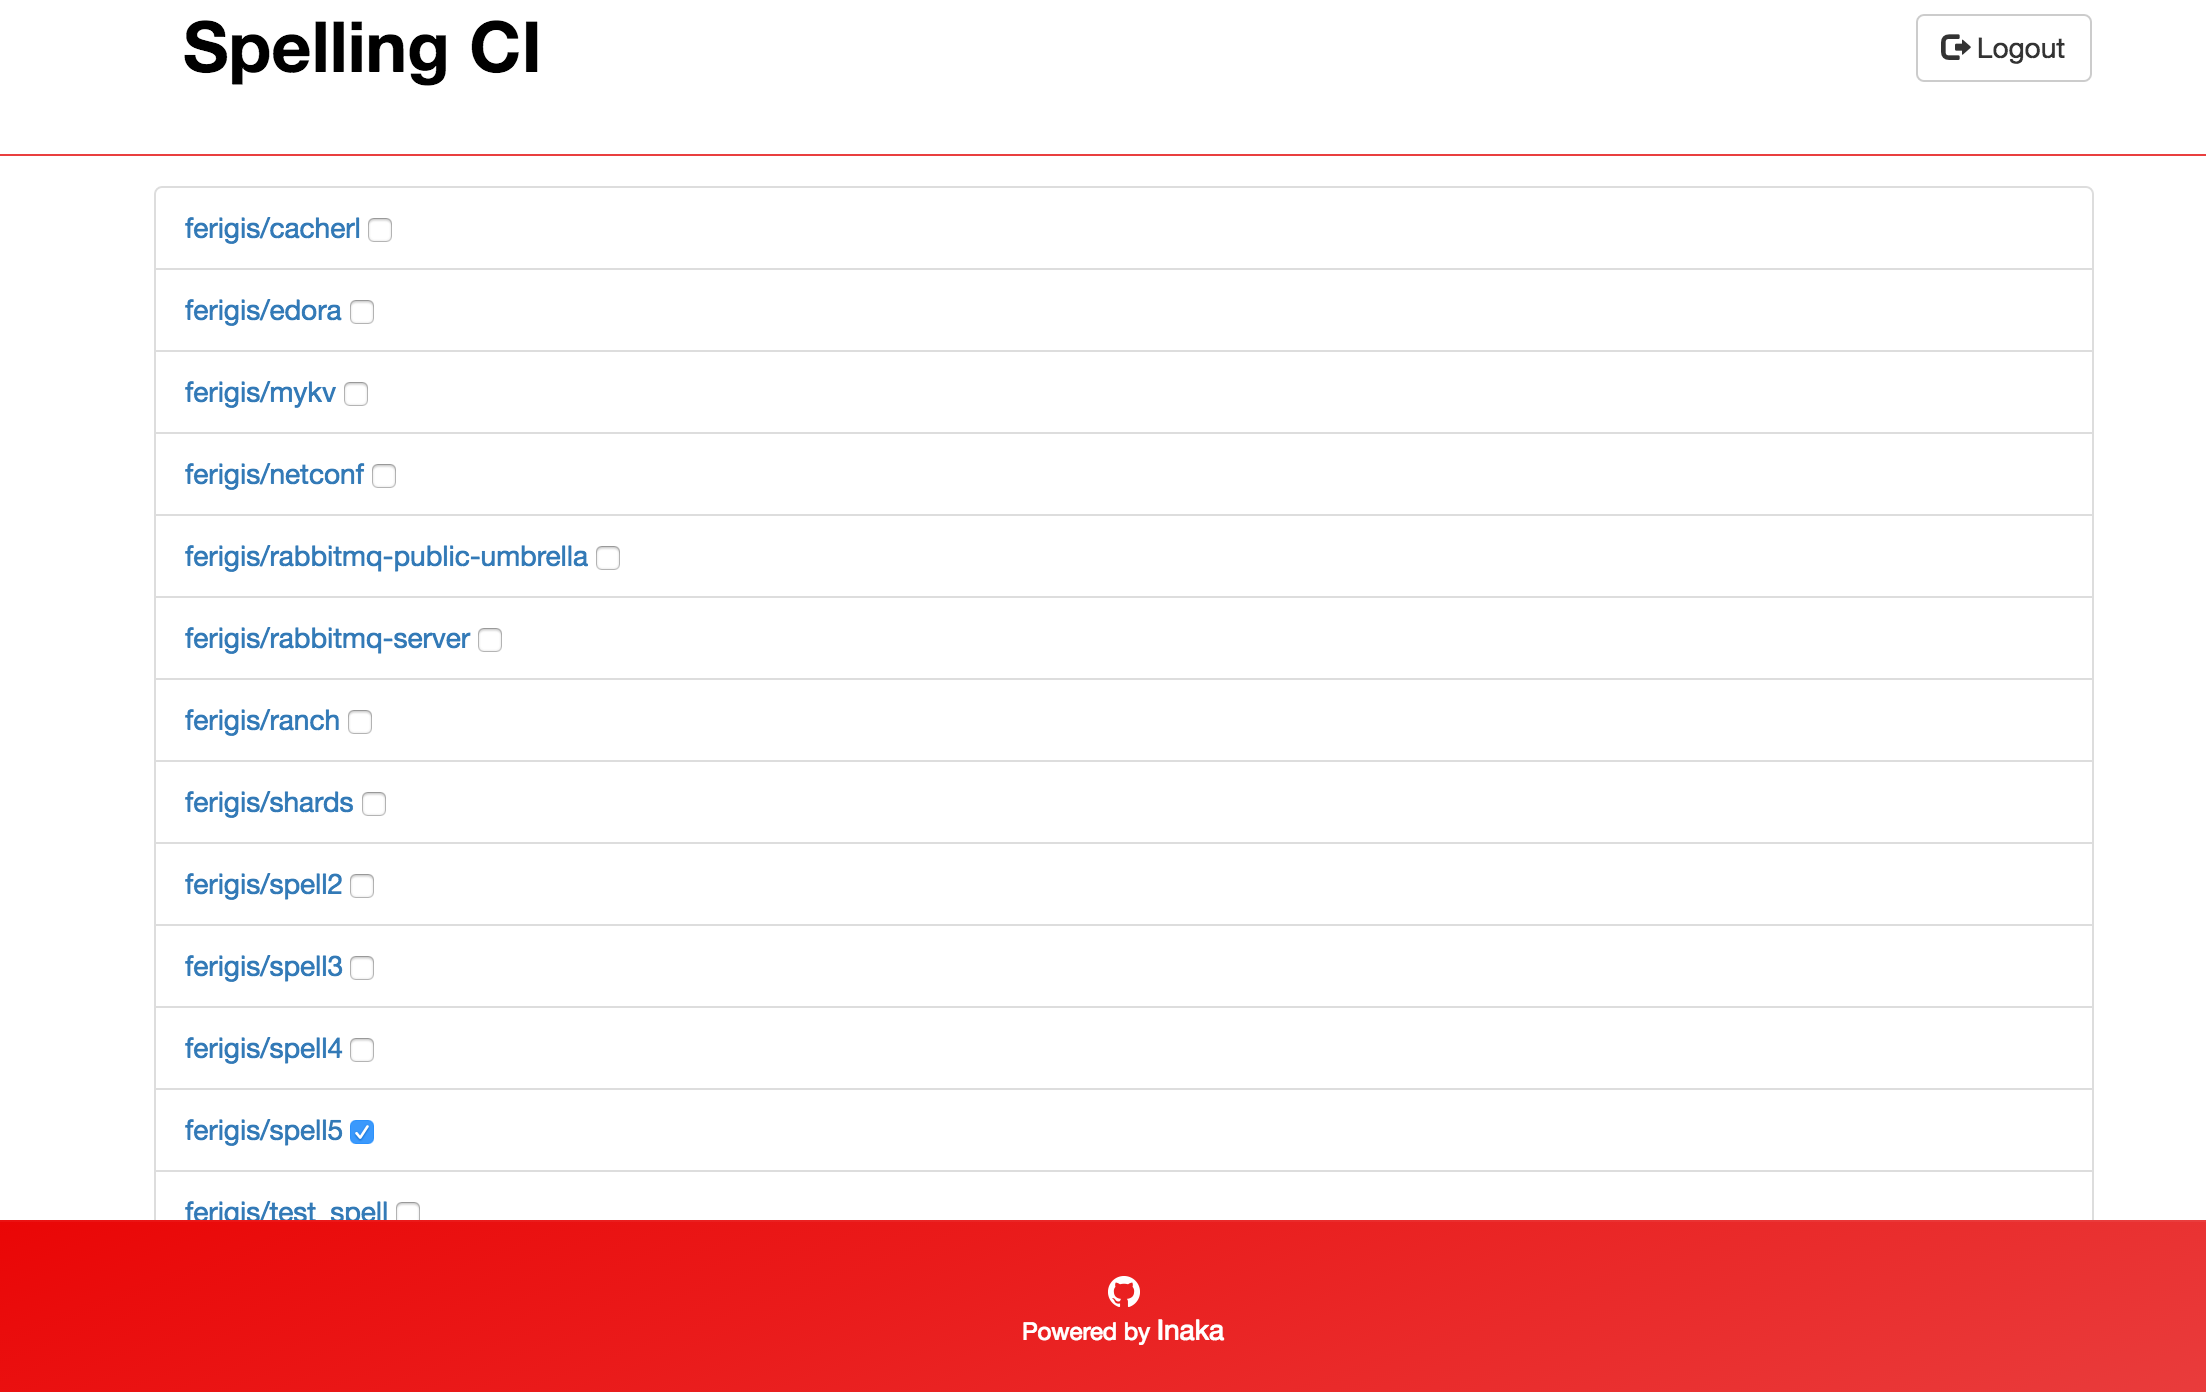 Spelling CI
Logout
ferigis/cacherl
ferigis/edora
ferigis/mykv
ferigis/netconf
ferigis/rabbitmq-public-umbrella
ferigis/rabbitmq-server
ferigis/ranch
ferigis/shards
ferigis/spell2
ferigis/spell3
ferigis/spell4
ferigis/spell5
ferigis/test_spell
Powered by Inaka